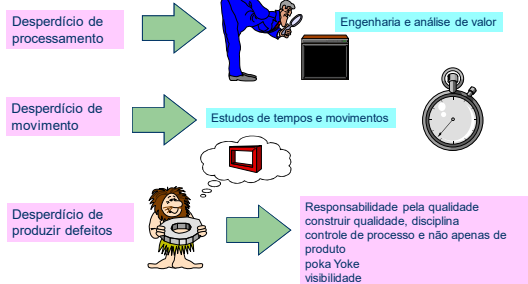 Desperdício de
processamento
Engenharia e análise de valor
Desperdício de
movimento
Estudos de tempos e movimentos
Desperdício de
produzir defeitos
Responsabilidade pela qualidade
construir qualidade, disciplina
controle de processo e não apenas de
produto
poka Yoke
visibilidade